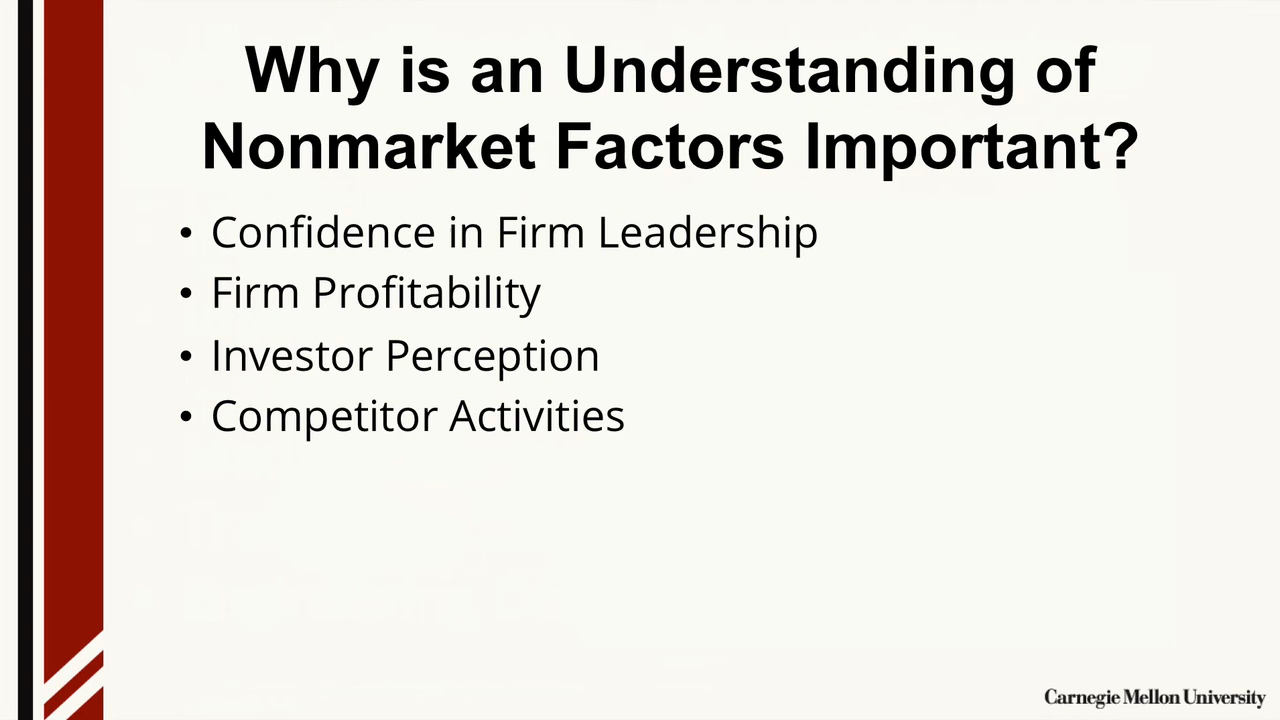 Why is an Understanding of
Nonmarket Factors Important?
• Confidence in Firm Leadership
• Firm Profitability
• Investor Perception
• Competitor Activities
Carnegie Mellon University